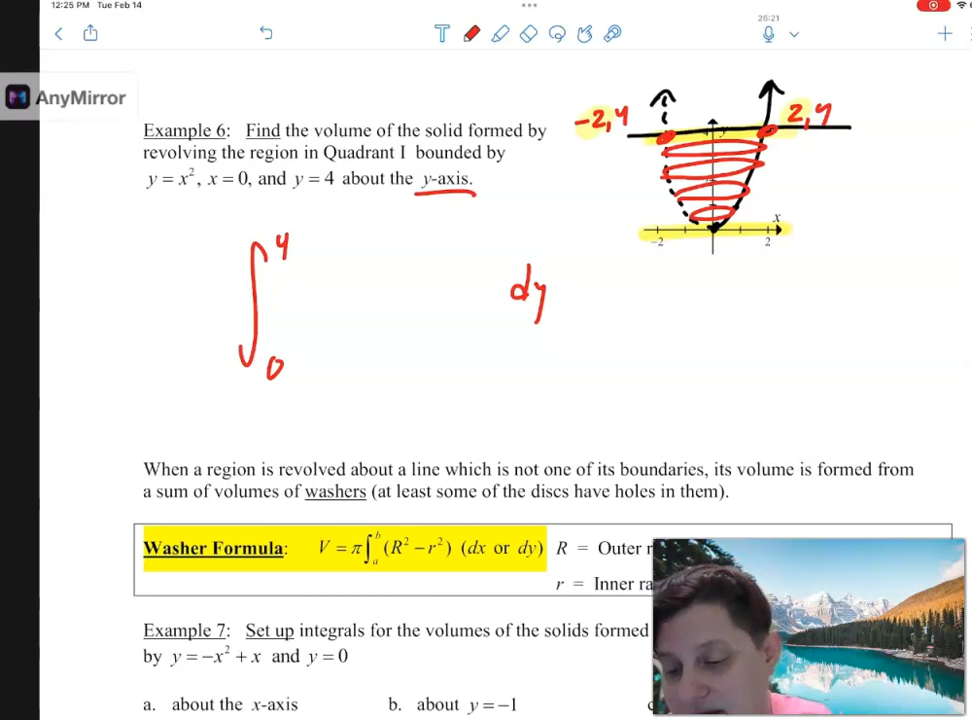 12:25 PM Tue Feb 14
26:21
AnyMirror
-2,4
2,4
Example 6: Find the volume of the solid formed by
revolving the region in Quadrant I bounded by
y = x², x = 0, and y = 4 about the y-axis.
y
x
-2
2
∫₀⁴ dy
When a region is revolved about a line which is not one of its boundaries, its volume is formed from
a sum of volumes of washers (at least some of the discs have holes in them).
Washer Formula: V = π∫ₐᵇ (R² − r²) (dx or dy) R = Outer r
r = Inner ra
Example 7: Set up integrals for the volumes of the solids formed
by y = −x² + x and y = 0
a. about the x-axis b. about y = −1